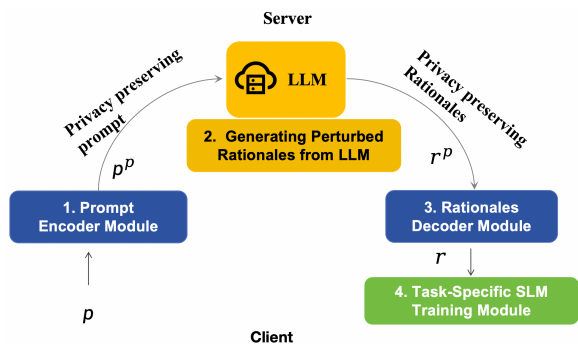 Server
LLM
Privacy preserving
prompt
Privacy preserving
Rationales
2. Generating Perturbed
Rationales from LLM
p^p
r^p
1. Prompt
Encoder Module
3. Rationales
Decoder Module
r
p
4. Task-Specific SLM
Training Module
Client